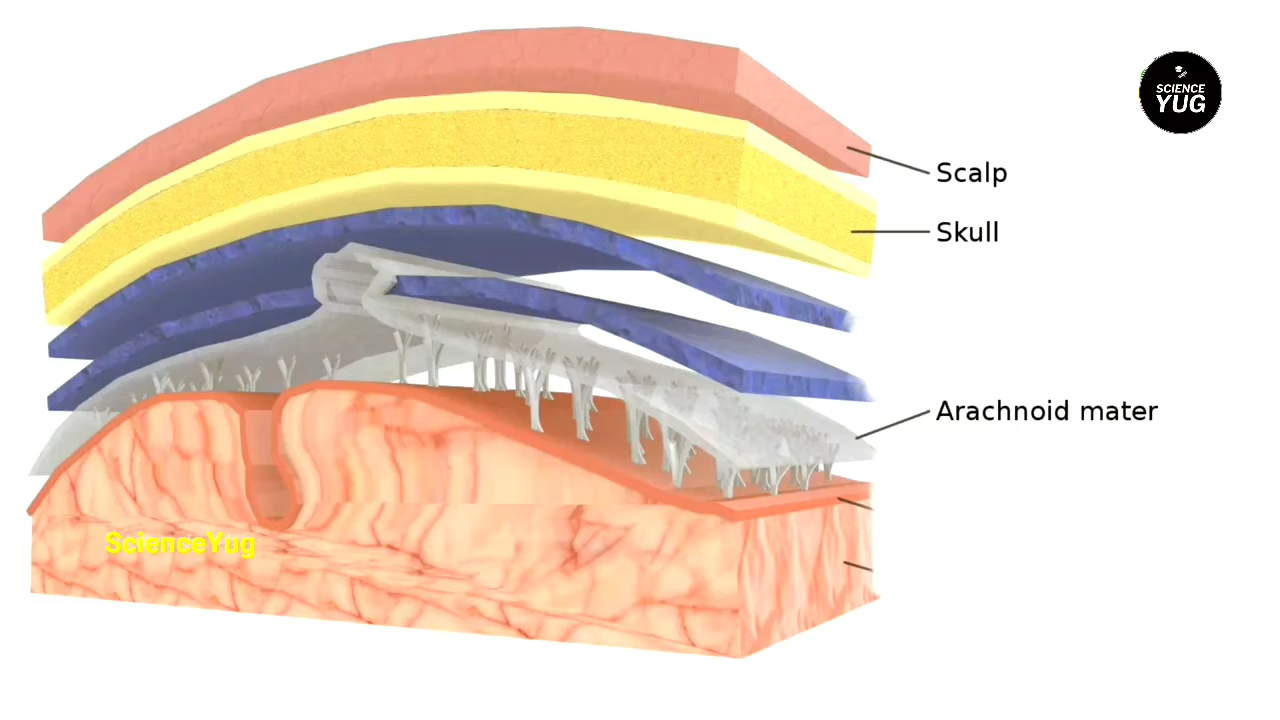 SCIENCE
YUG
Scalp
Skull
Arachnoid mater
ScienceYug